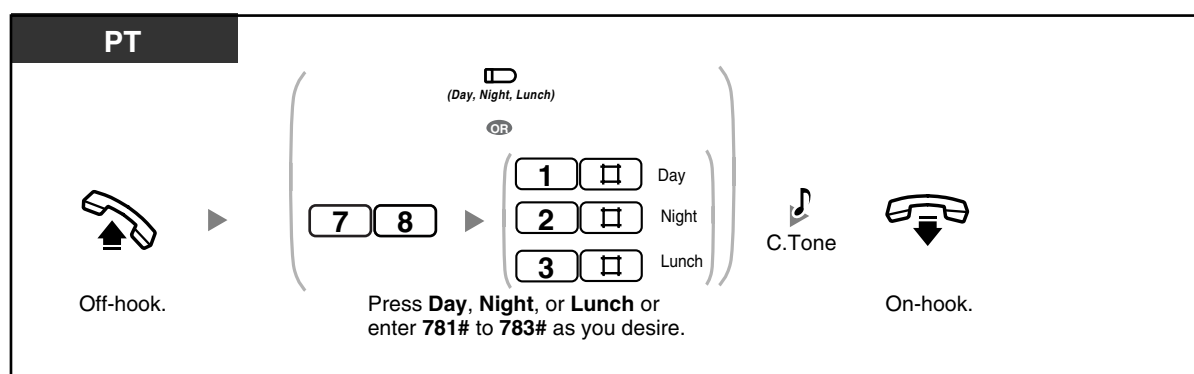 PT
(Day, Night, Lunch)
OR
1 # Day
7 8 2 # Night
3 # Lunch
C.Tone
Off-hook.
Press Day, Night, or Lunch or
enter 781# to 783# as you desire.
On-hook.